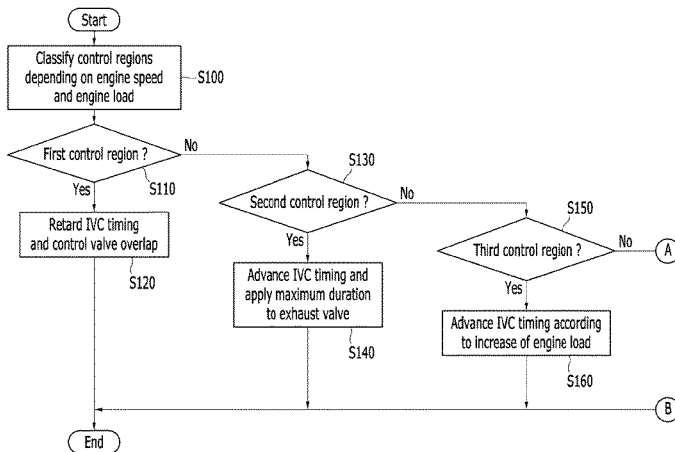 Start
Classify control regions
depending on engine speed
and engine load
S100
First control region ?
No
Yes
S110
Retard IVC timing
and control valve overlap
S120
S130
Second control region ?
No
Yes
Advance IVC timing and
apply maximum duration
to exhaust valve
S140
S150
Third control region ?
No
A
Yes
Advance IVC timing according
to increase of engine load
S160
B
End